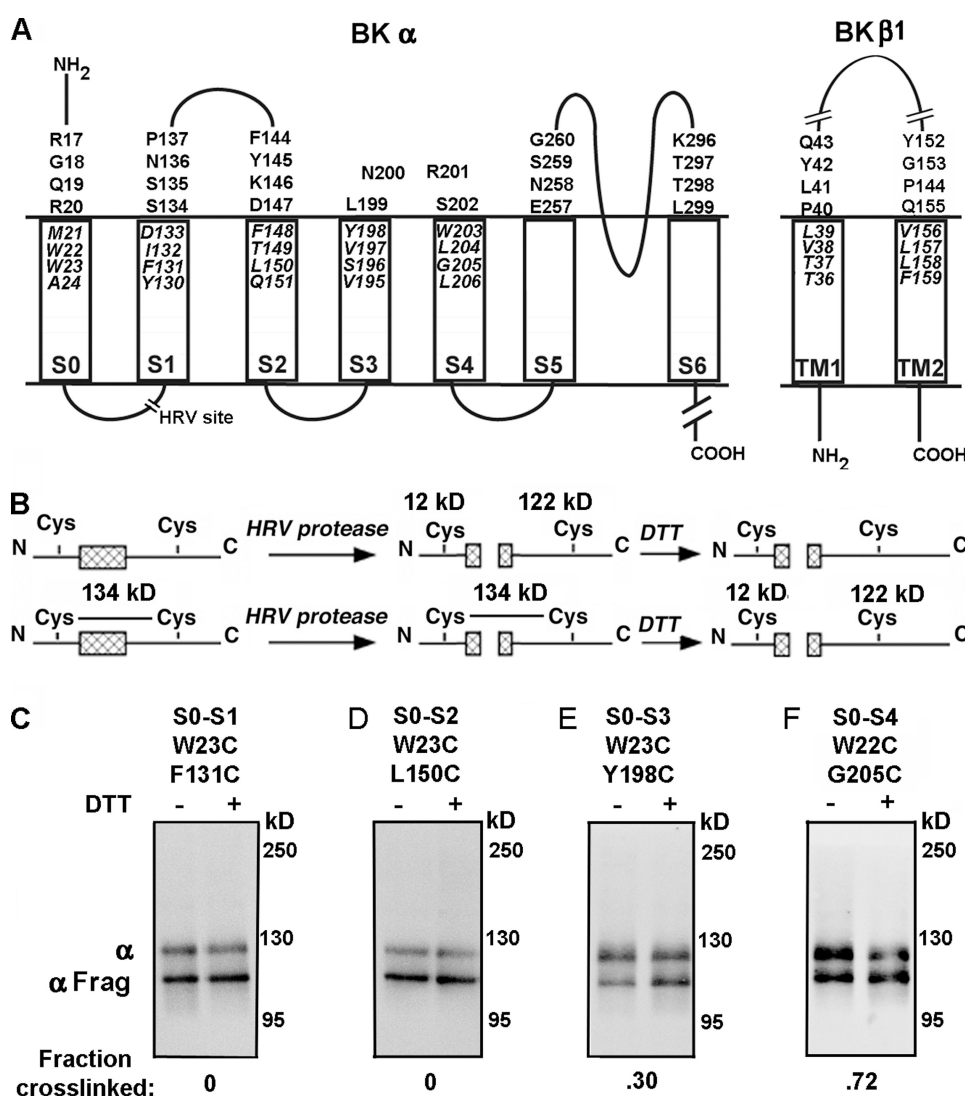 A
BK α
BK β1
NH2
R17 P137 F144 G260 K296 Q43 Y152
G18 N136 Y145 S259 T297 Y42 G153
Q19 S135 K146 N200 R201 N258 T298 L41 P144
R20 S134 D147 L199 S202 E257 L299 P40 Q155
M21 D133 F148 Y198 W203 L39 V156
W22 I132 T149 V197 L204 V38 L157
W23 F131 L150 S196 G205 T37 L158
A24 Y130 Q151 V195 L206 T36 F159
S0 S1 S2 S3 S4 S5 S6 TM1 TM2
HRV site
COOH NH2 COOH
B
12 kD 122 kD
Cys Cys HRV protease Cys Cys DTT Cys Cys
N C N C N C
134 kD 134 kD 12 kD 122 kD
Cys Cys HRV protease Cys Cys DTT Cys Cys
N C N C N C
C S0-S1 D S0-S2 E S0-S3 F S0-S4
W23C W23C W23C W22C
F131C L150C Y198C G205C
DTT - + - + - + - +
kD kD kD kD
250 250 250 250
α 130 130 130 130
α Frag
95 95 95 95
Fraction
crosslinked: 0 0 .30 .72